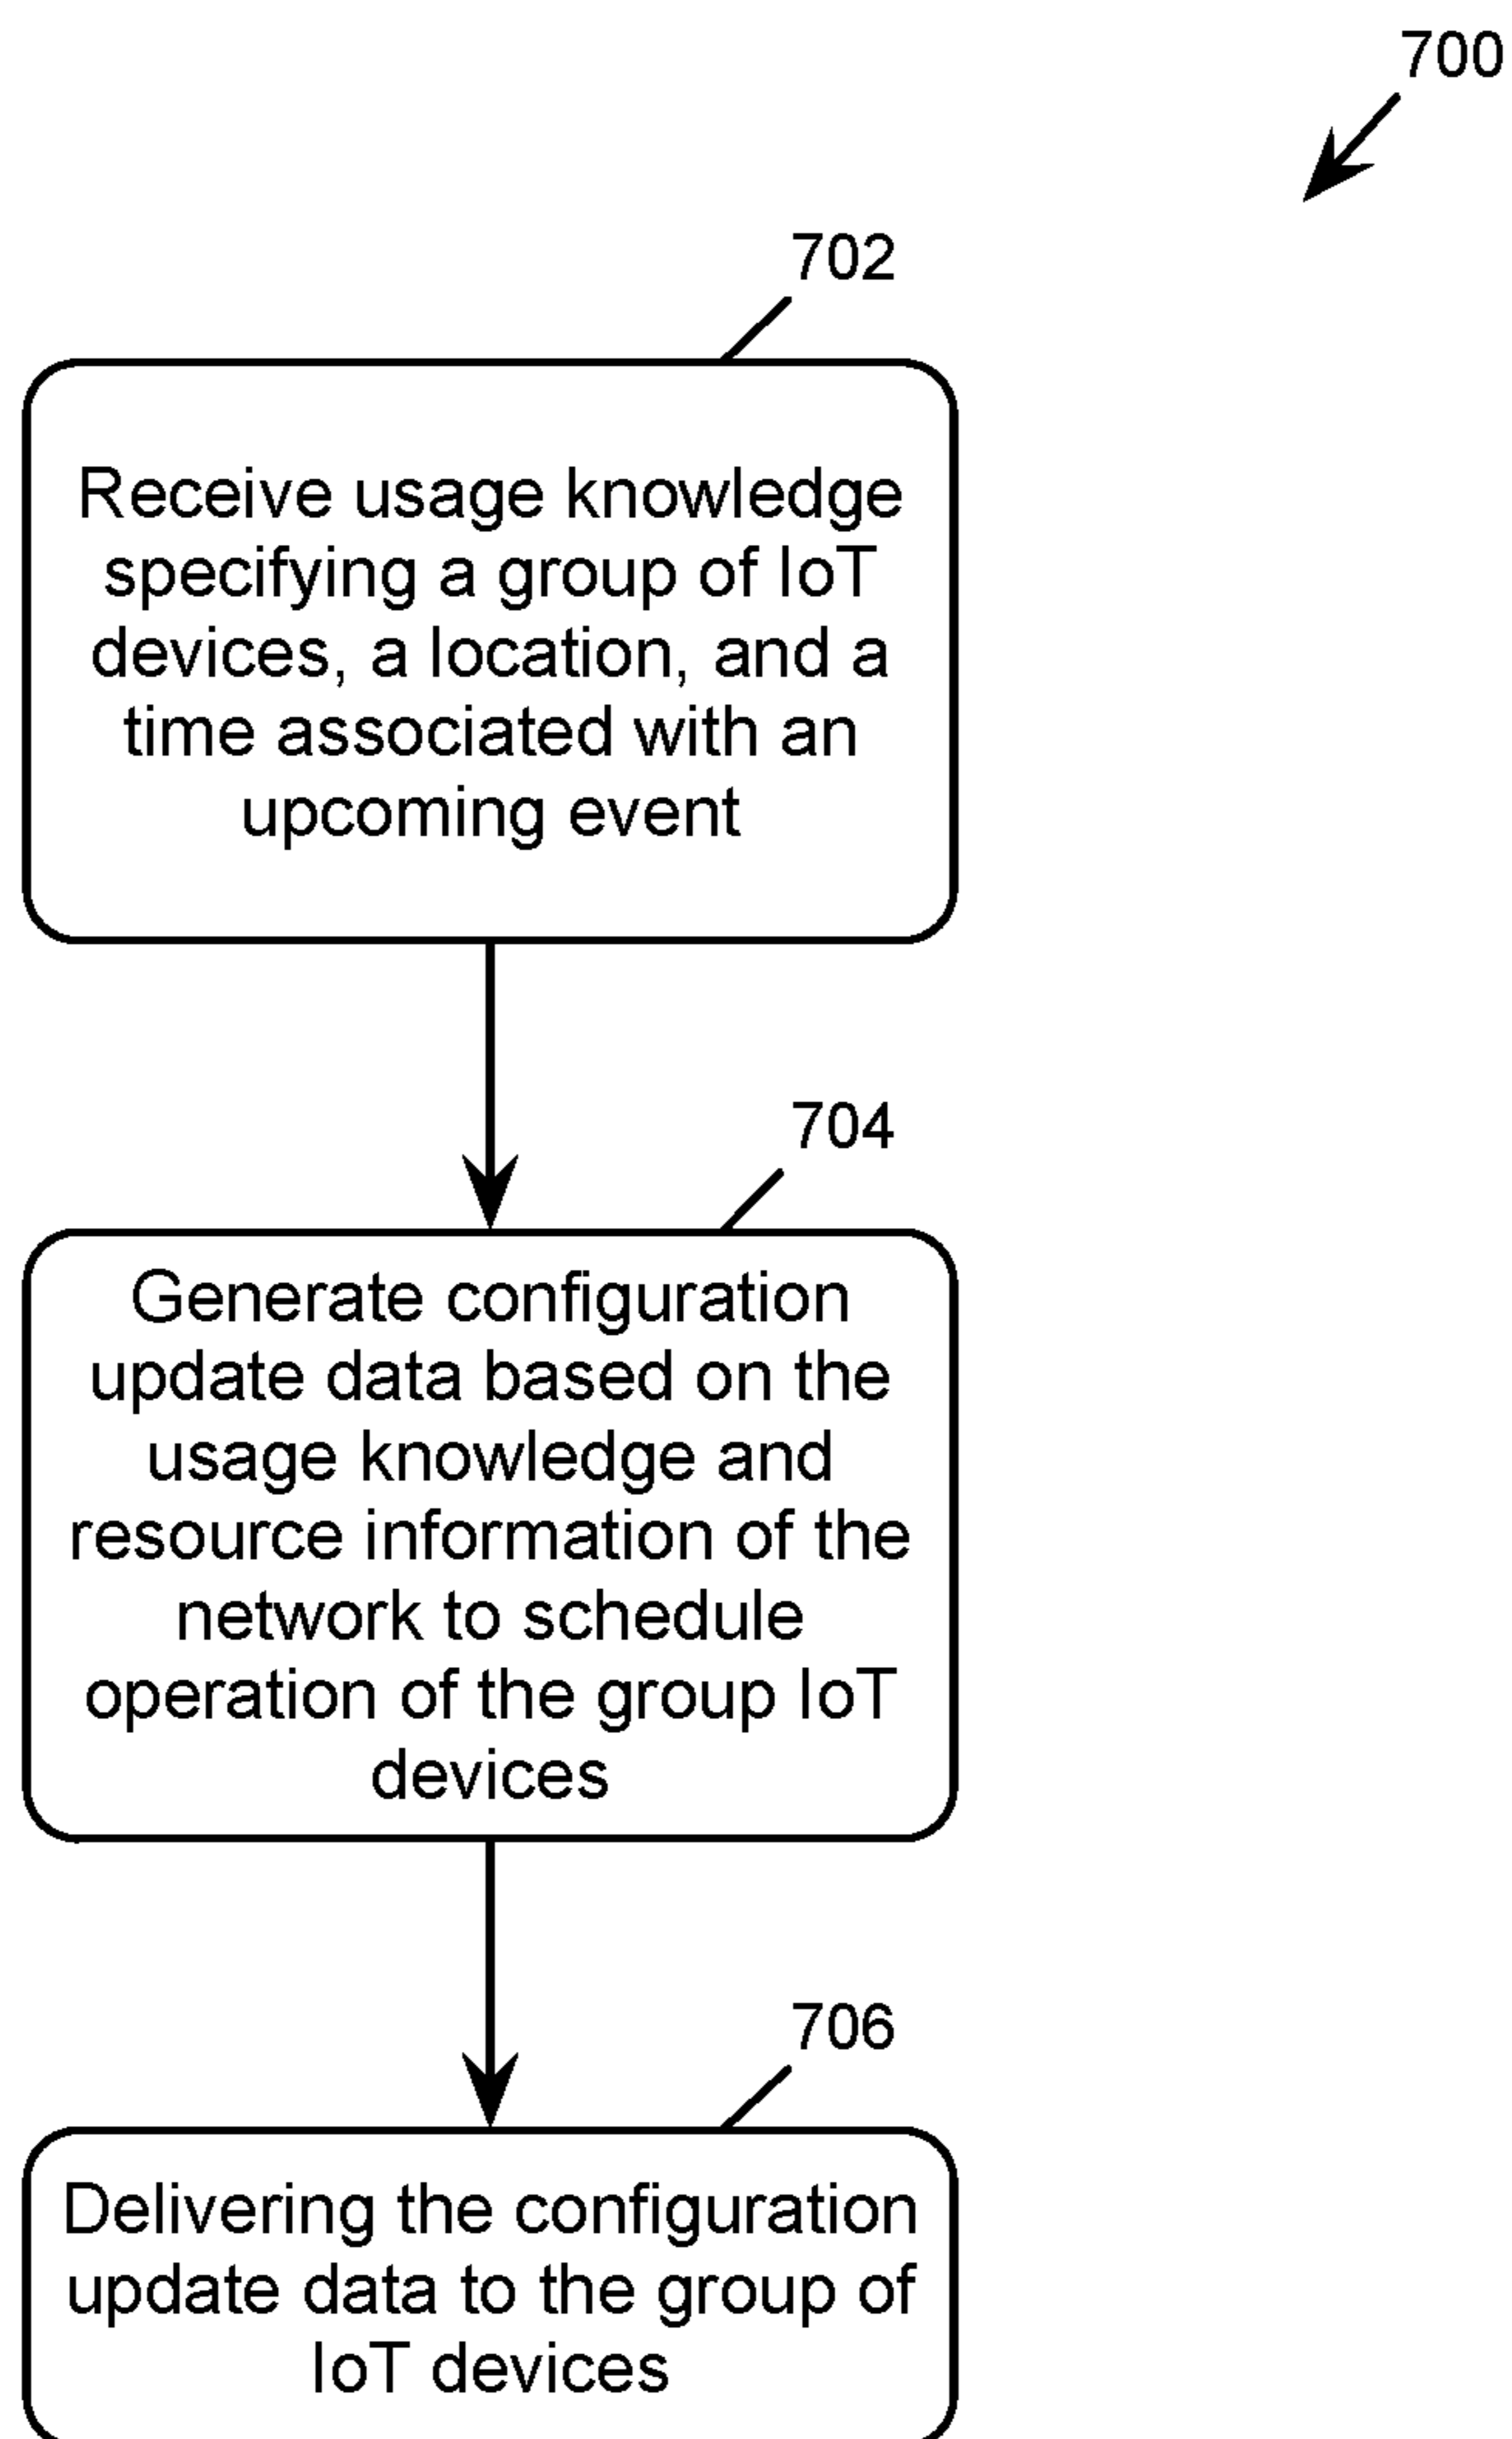 700
702
Receive usage knowledge
specifying a group of IoT
devices, a location, and a
time associated with an
upcoming event
704
Generate configuration
update data based on the
usage knowledge and
resource information of the
network to schedule
operation of the group IoT
devices
706
Delivering the configuration
update data to the group of
IoT devices